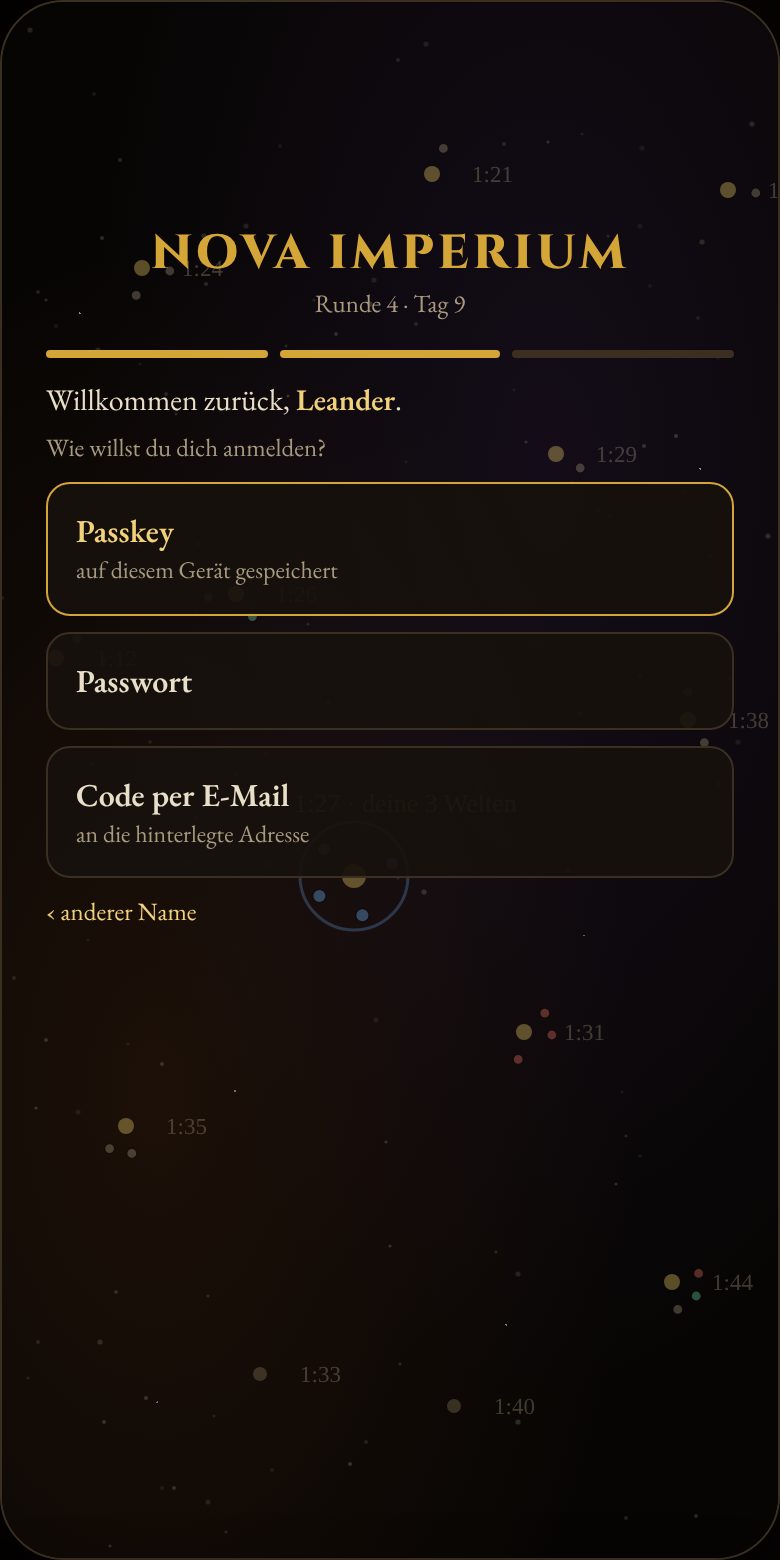 1:21
1
NOVA IMPERIUM
1:24
Runde 4 · Tag 9
Willkommen zurück, Leander.
Wie willst du dich anmelden?
1:29
Passkey
auf diesem Gerät gespeichert
1:26
1:12
Passwort
1:38
Code per E-Mail
1:27 · deine 3 Welten
an die hinterlegte Adresse
‹ anderer Name
1:31
1:35
1:44
1:33
1:40